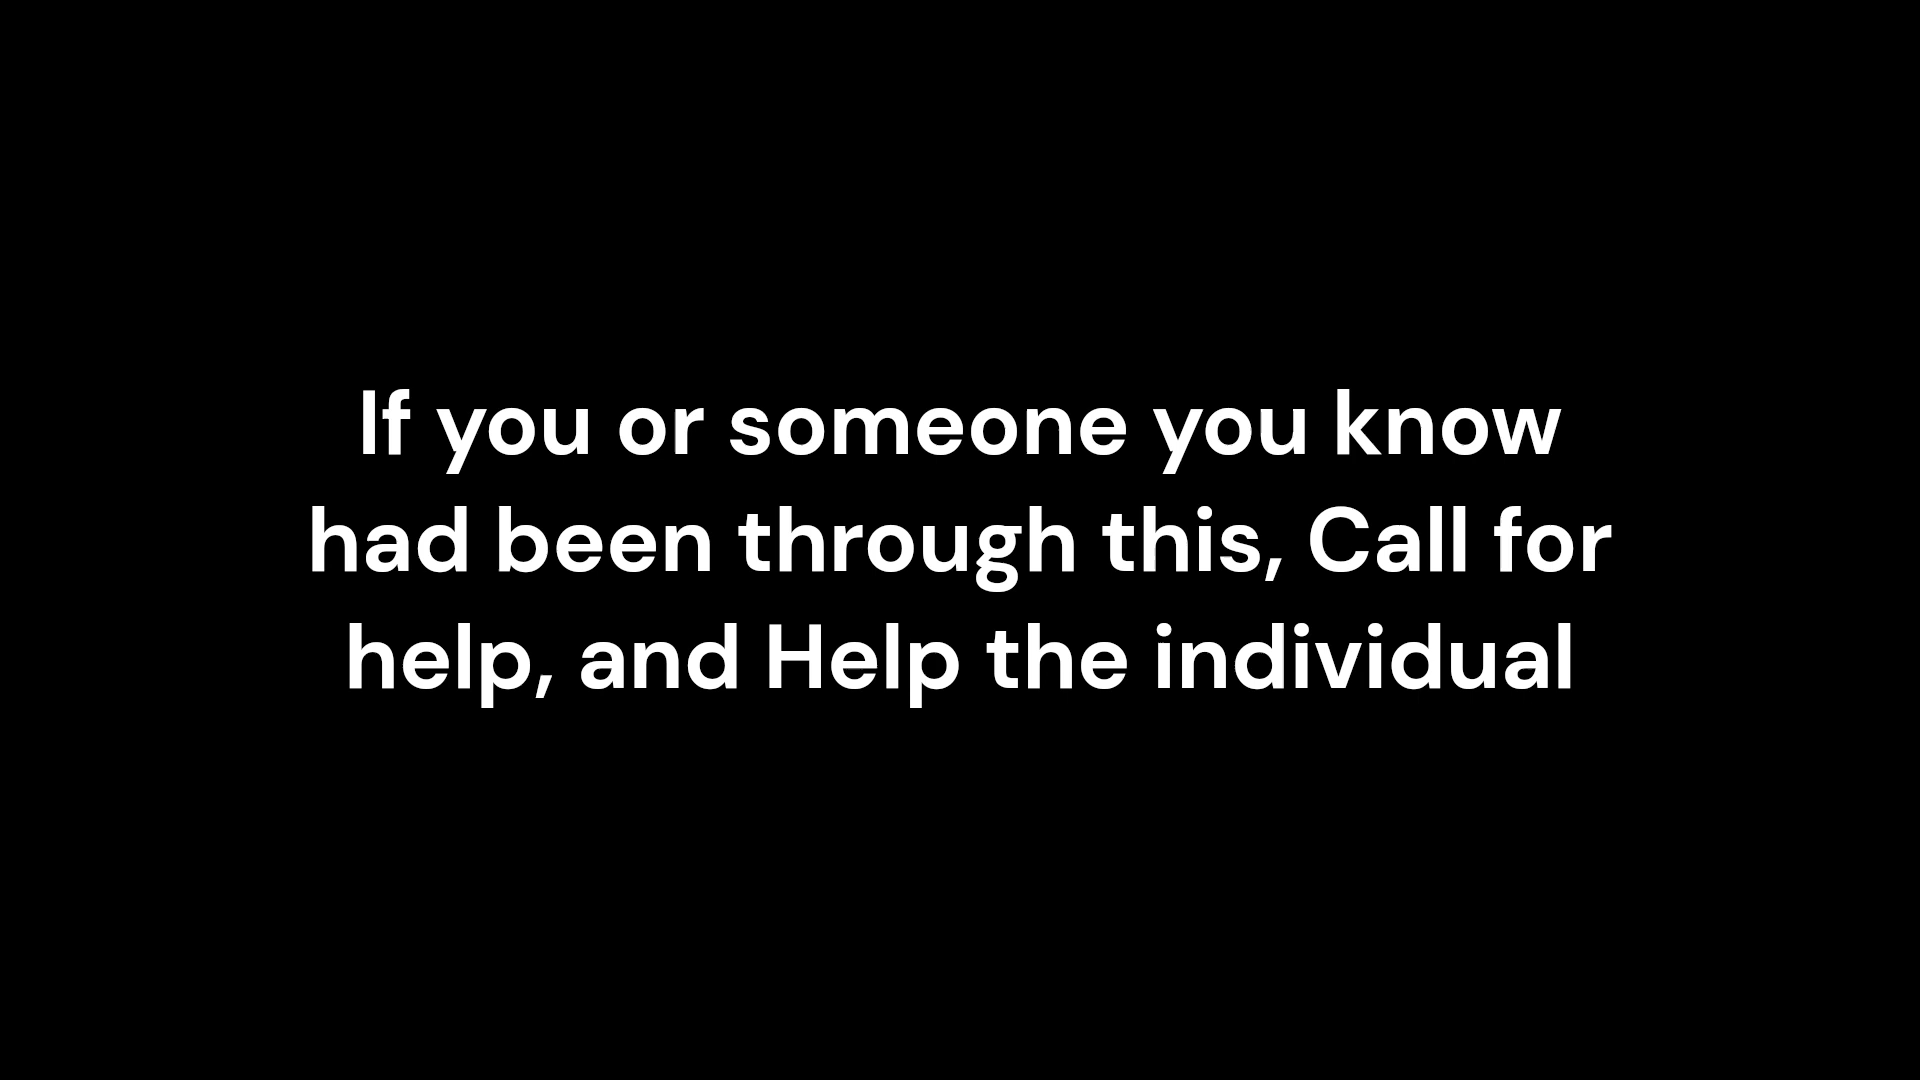 If you or someone you know
had been through this, Call for
help, and Help the individual